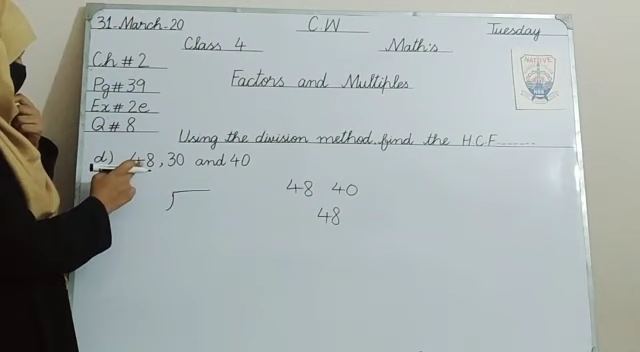 31-March-20 CW Tuesday
Class 4 Math's
Ch # 2
Pg # 39
Ex # 2e
Q # 8
Factors and Multiples
NATIVE
Using the division method, find the H.C.F.......
d) 48, 30 and 40
48 40
48